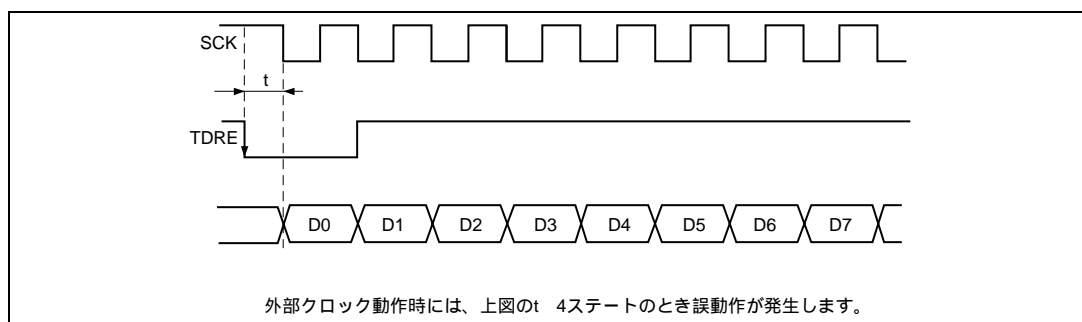 SCK
t
TDRE
D0 D1 D2 D3 D4 D5 D6 D7
外部クロック動作時には、上図のt 4ステートのとき誤動作が発生します。